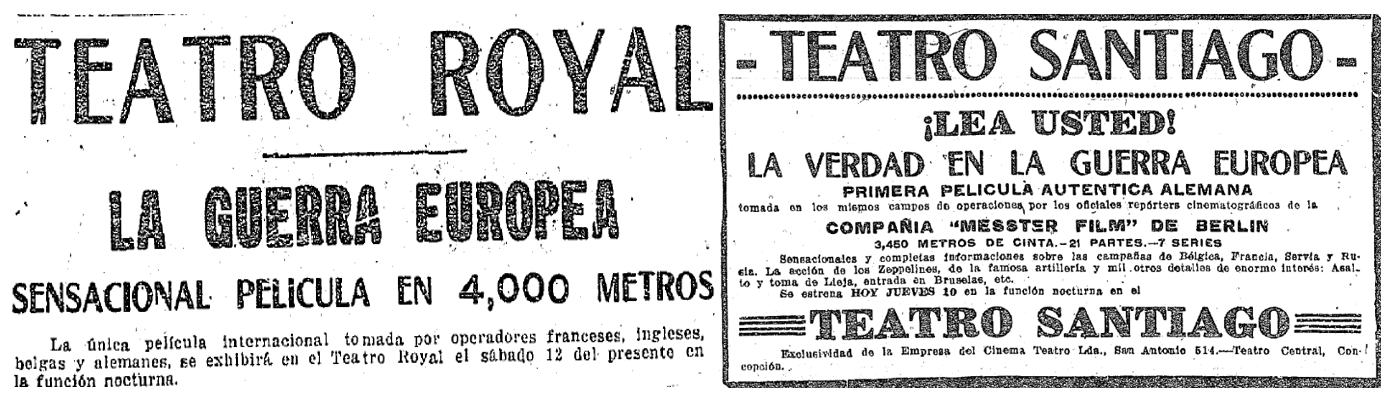 TEATRO ROYAL
LA GUERRA EUROPEA
SENSACIONAL PELICULA EN 4,000 METROS
La única película internacional tomada por operadores franceses, ingleses,
belgas y alemanes, se exhibirá en el Teatro Royal el sábado 12 del presente en
la función nocturna.
- TEATRO SANTIAGO -
¡LEA USTED!
LA VERDAD EN LA GUERRA EUROPEA
PRIMERA PELICULA AUTENTICA ALEMANA
tomada en los mismos campos de operaciones por los oficiales repórters cinematográficos de la
COMPAÑIA "MESSTER FILM" DE BERLIN
3,450 METROS DE CINTA.-21 PARTES.-7 SERIES
Sensacionales y completas informaciones sobre las campañas de Bélgica, Francia, Servia y Ru-
sia. La acción de los Zeppelines, de la famosa artillería y mil otros detalles de enorme interés: Asal-
to y toma de Lieja, entrada en Bruselas, etc.
Se estrena HOY JUEVES 10 en la función nocturna en el
TEATRO SANTIAGO
Exclusividad de la Empresa del Cinema Teatro Lda., San Antonio 514.—Teatro Central, Con-
cepción.